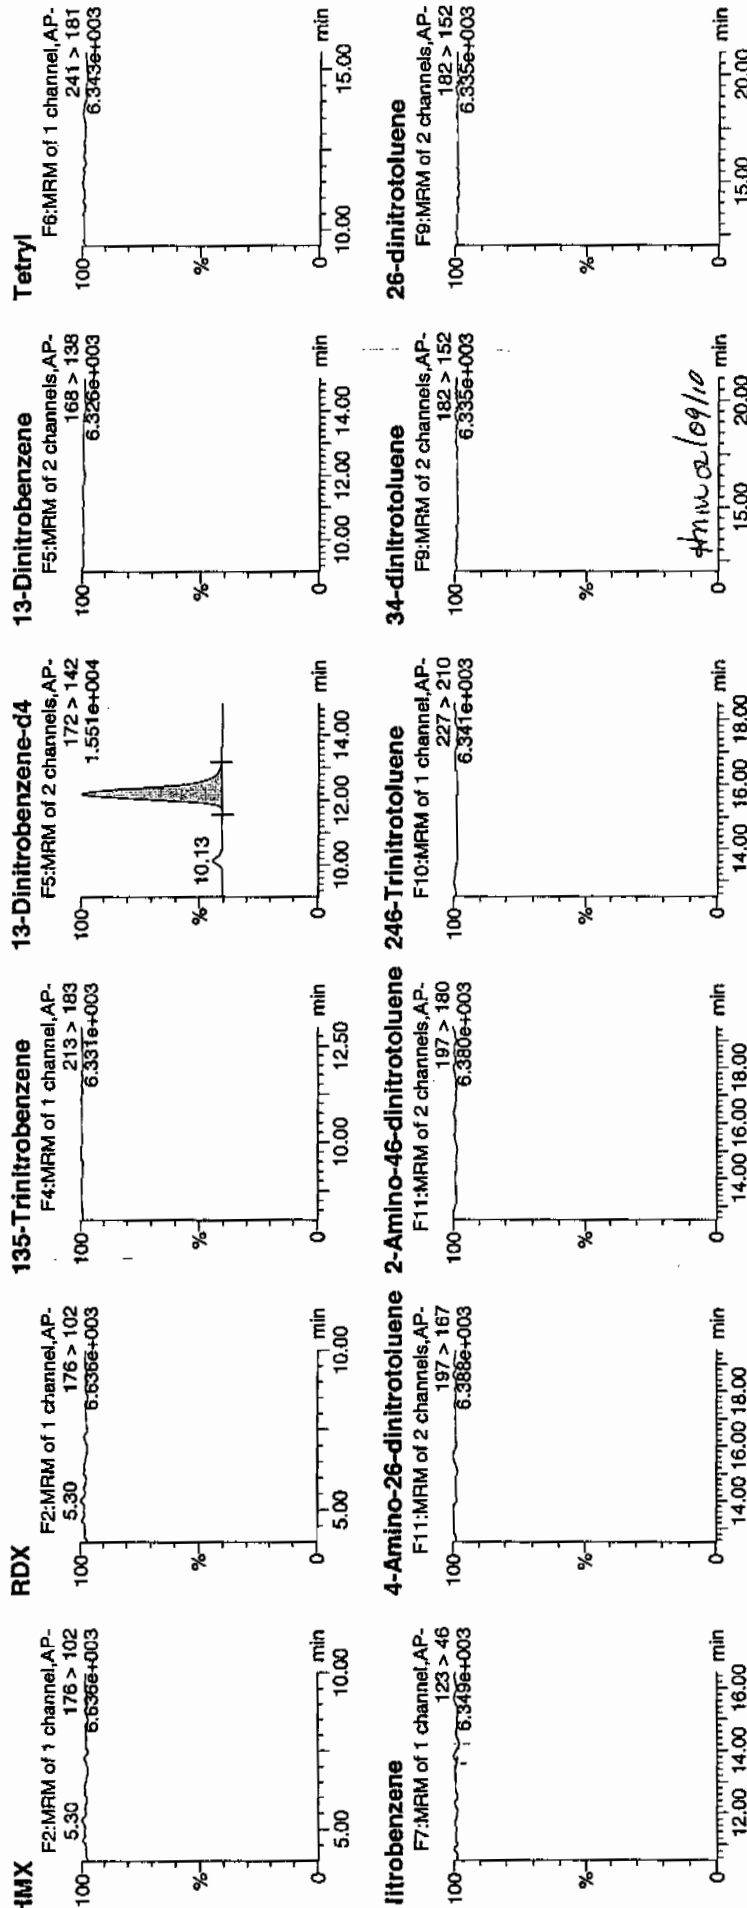 HMX
F2:MRM of 1 channel,AP-
176 > 102
6.636e+003
5.30
100
%
0
5.00
10.00
min
RDX
F2:MRM of 1 channel,AP-
176 > 102
6.636e+003
5.30
100
%
0
5.00
10.00
min
135-Trinitrobenzene
F4:MRM of 1 channel,AP-
213 > 183
6.331e+003
100
%
0
10.00
12.50
min
13-Dinitrobenzene-d4
F5:MRM of 2 channels,AP-
172 > 142
1.551e+004
10.13
100
%
0
10.00
12.00
14.00
min
13-Dinitrobenzene
F5:MRM of 2 channels,AP-
168 > 138
6.326e+003
100
%
0
10.00
12.00
14.00
min
Tetryl
F6:MRM of 1 channel,AP-
241 > 181
6.343e+003
100
%
0
10.00
15.00
min
litrobenzene
F7:MRM of 1 channel,AP-
123 > 46
6.349e+003
100
%
0
12.00
14.00
16.00
min
4-Amino-26-dinitrotoluene
F11:MRM of 2 channels,AP-
197 > 167
6.388e+003
100
%
0
14.00
16.00
18.00
min
2-Amino-46-dinitrotoluene
F11:MRM of 2 channels,AP-
197 > 180
6.380e+003
100
%
0
14.00
16.00
18.00
min
246-Trinitrotoluene
F10:MRM of 1 channel,AP-
227 > 210
6.341e+003
100
%
0
14.00
16.00
18.00
min
34-dinitrotoluene
F9:MRM of 2 channels,AP-
182 > 152
6.335e+003
100
%
0
15.00
20.00
min
02/09/10
26-dinitrotoluene
F9:MRM of 2 channels,AP-
182 > 152
6.335e+003
100
%
0
15.00
20.00
min